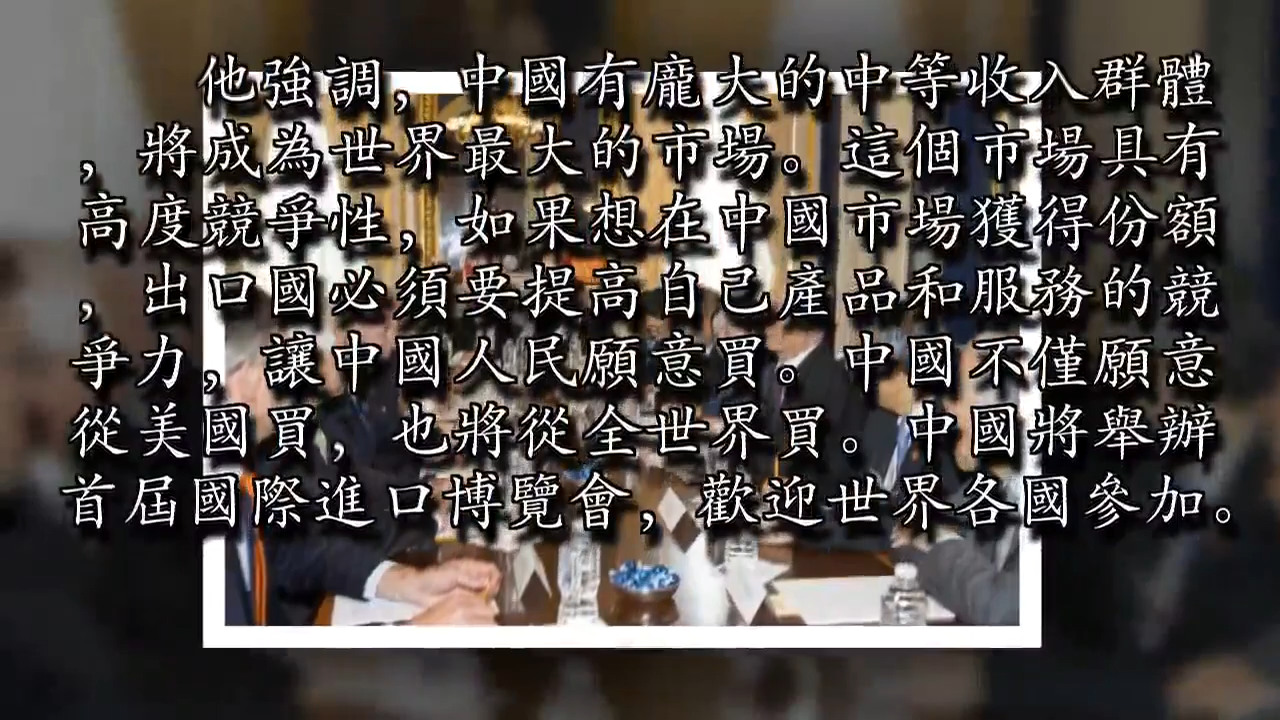 他強調，中國有龐大的中等收入群體
，將成為世界最大的市場。這個市場具有
高度競爭性，如果想在中國市場獲得份額
，出口國必須要提高自己產品和服務的競
爭力，讓中國人民願意買。中國不僅願意
從美國買，也將從全世界買。中國將舉辦
首屆國際進口博覽會，歡迎世界各國參加。